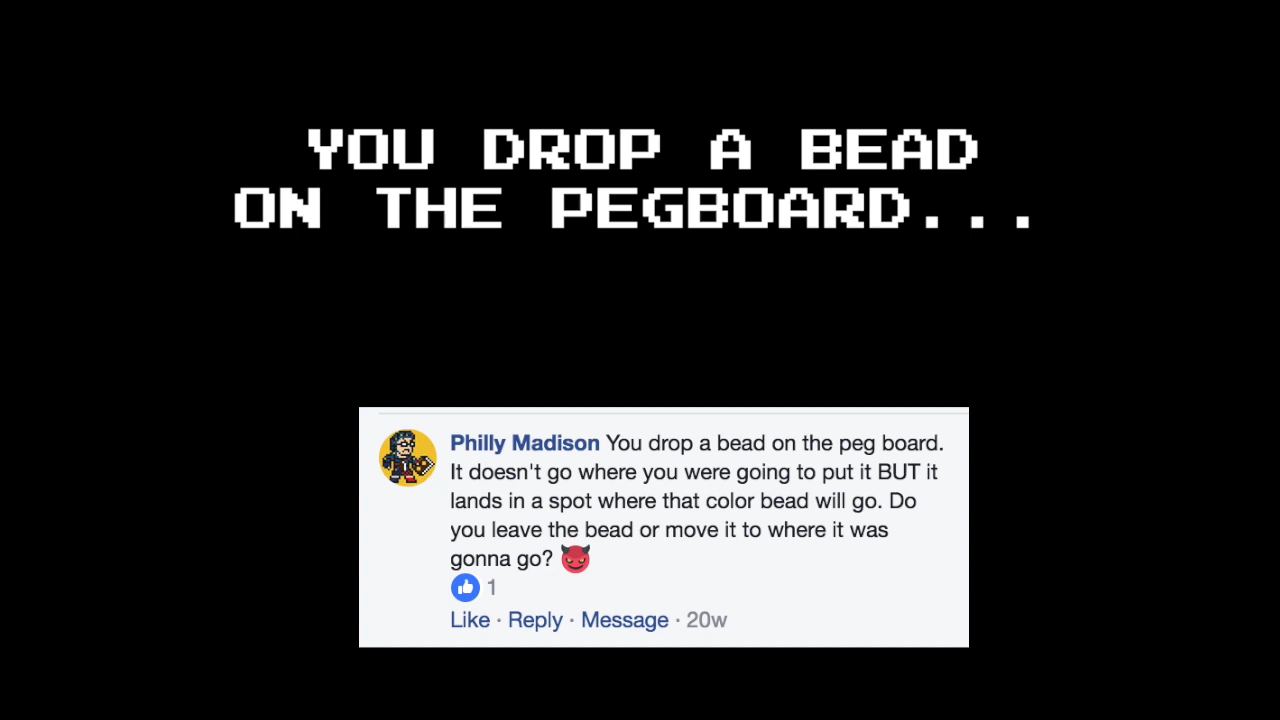 YOU DROP A BEAD
ON THE PEGBOARD...
Philly Madison You drop a bead on the peg board.
It doesn't go where you were going to put it BUT it
lands in a spot where that color bead will go. Do
you leave the bead or move it to where it was
gonna go? 😈
1
Like · Reply · Message · 20w